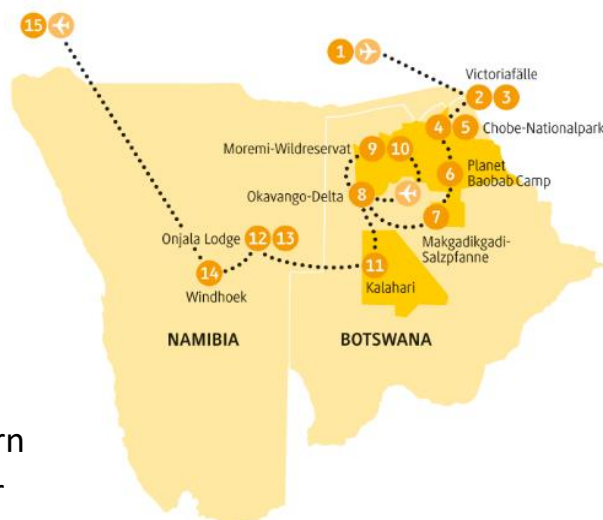 15
1
Victoriafälle
2 3
4 5 Chobe-Nationalpark
Moremi-Wildreservat 9 10
6 Planet
Baobab Camp
Okavango-Delta 8
7
Makgadikgadi-
Salzpfanne
Onjala Lodge 12 13
11
Kalahari
14
Windhoek
NAMIBIA
BOTSWANA
rn